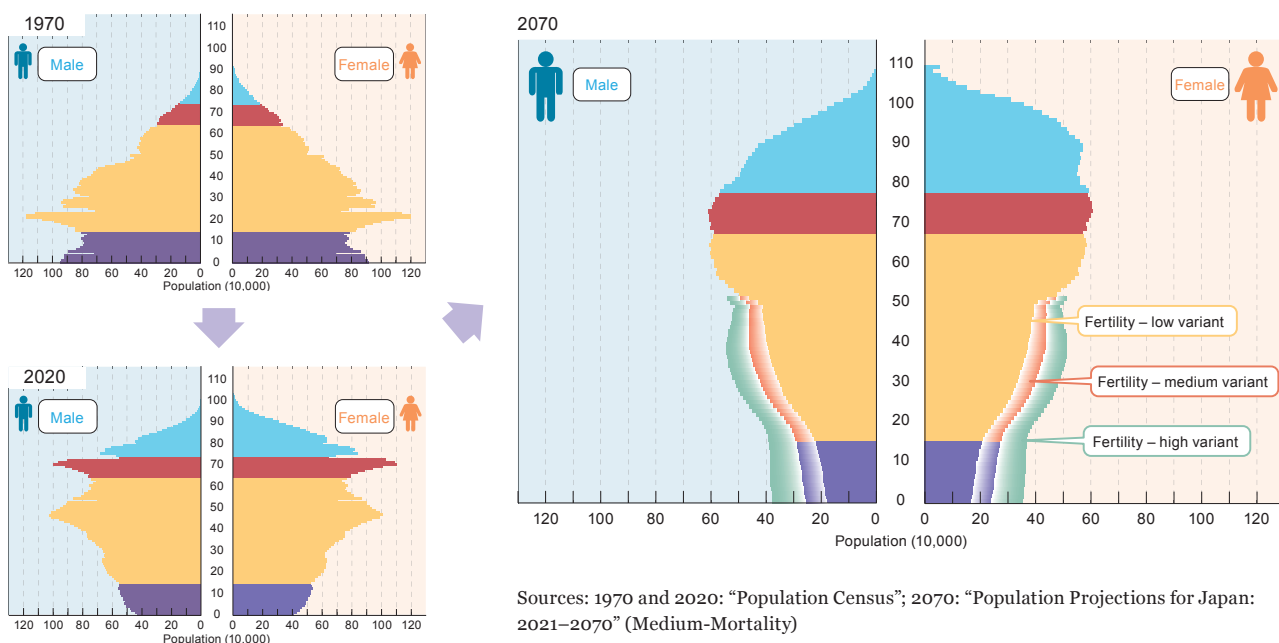 1970
Male
Female
110
100
90
80
70
60
50
40
30
20
10
0
120 100 80 60 40 20 0
0 20 40 60 80 100 120
Population (10,000)
2020
Male
Female
110
100
90
80
70
60
50
40
30
20
10
0
120 100 80 60 40 20 0
0 20 40 60 80 100 120
Population (10,000)
2070
Male
Female
110
100
90
80
70
60
50
40
30
20
10
0
Fertility – low variant
Fertility – medium variant
Fertility – high variant
120 100 80 60 40 20 0
0 20 40 60 80 100 120
Population (10,000)
Sources: 1970 and 2020: “Population Census”; 2070: “Population Projections for Japan:
2021–2070” (Medium-Mortality)